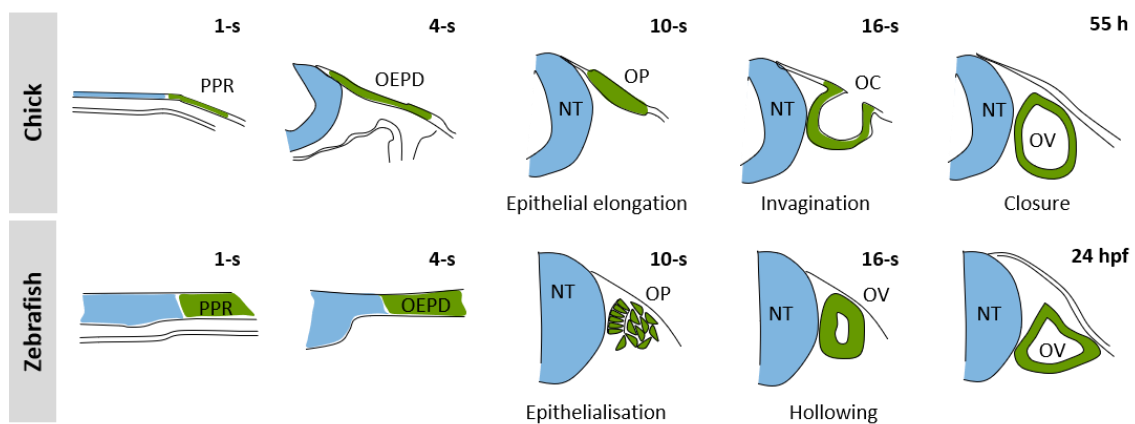 Chick
1-s
4-s
10-s
16-s
55 h
PPR
OEPD
OP
OC
NT
NT
NT
OV
Epithelial elongation
Invagination
Closure
Zebrafish
1-s
4-s
10-s
16-s
24 hpf
PPR
OEPD
NT
OP
NT
OV
NT
OV
Epithelialisation
Hollowing